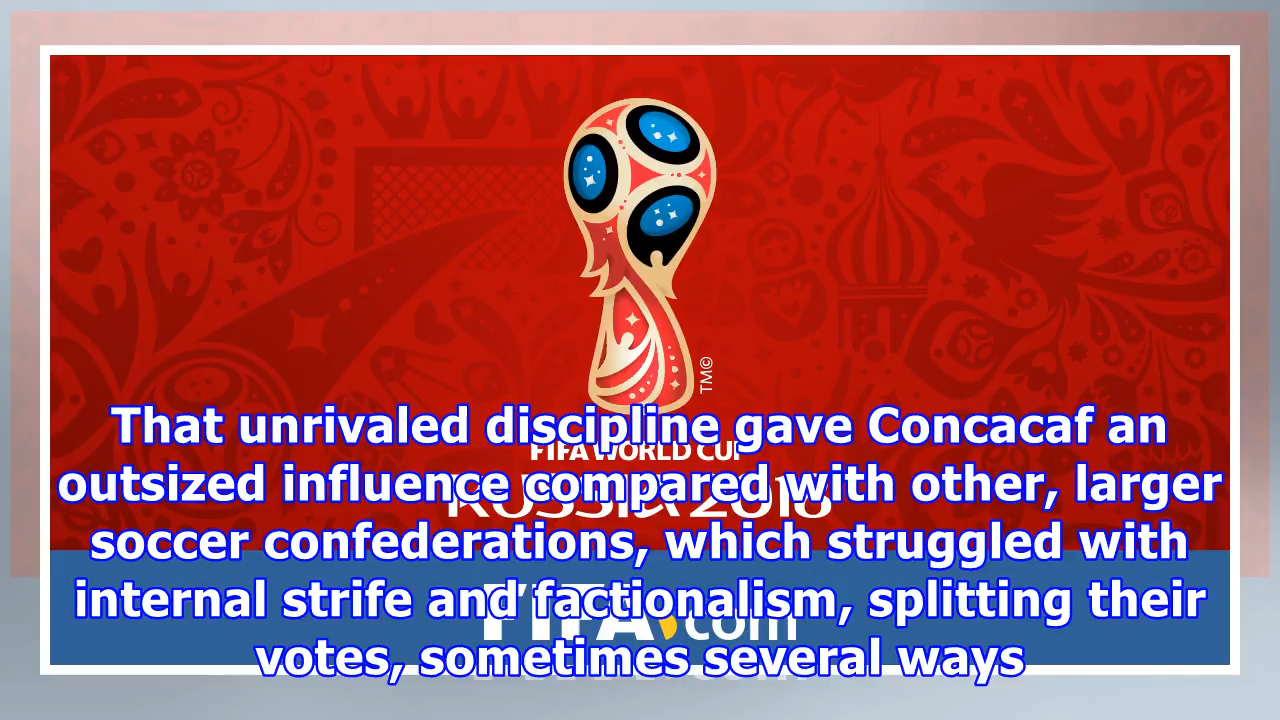 TM©
That unrivaled discipline gave Concacaf an
FIFA WORLD CUP
outsized influence compared with other, larger
RUSSIA 2018
soccer confederations, which struggled with
internal strife and factionalism, splitting their
FIFA.com
votes, sometimes several ways